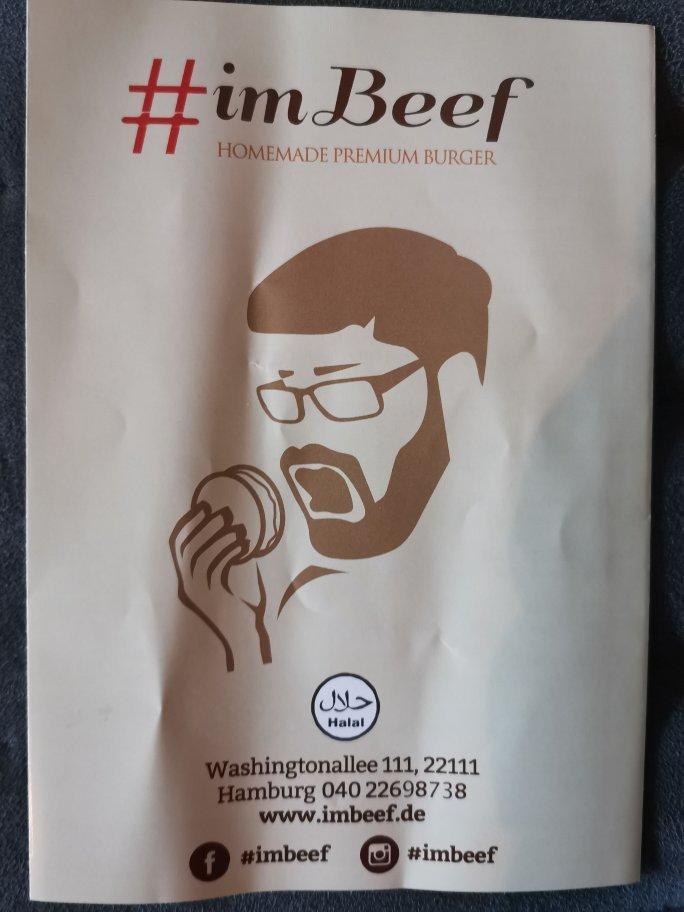 #imBeef
HOMEMADE PREMIUM BURGER
حلال
Halal
Washingtonallee 111, 22111
Hamburg 040 22698738
www.imbeef.de
#imbeef #imbeef